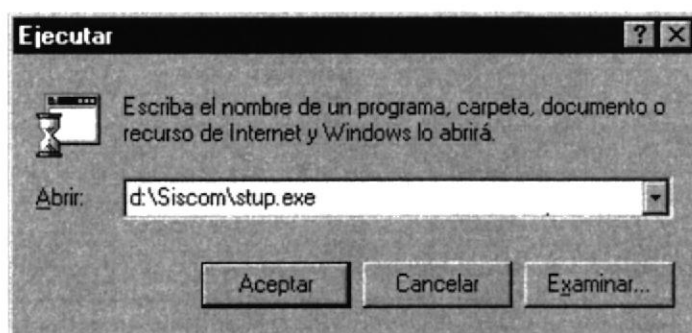 Ejecutar
Escriba el nombre de un programa, carpeta, documento o
recurso de Internet y Windows lo abrirá.
Abrir: d:\Siscom\stup.exe
Aceptar Cancelar Examinar...